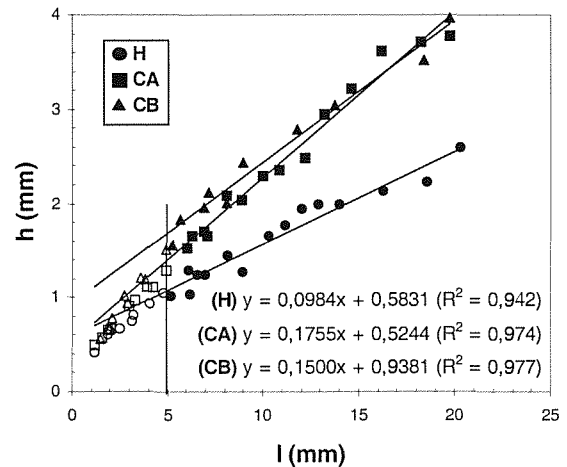 4
H
CA
CB
3
h (mm)
2
1
(H) y = 0,0984x + 0,5831 (R² = 0,942)
(CA) y = 0,1755x + 0,5244 (R² = 0,974)
(CB) y = 0,1500x + 0,9381 (R² = 0,977)
0
0 5 10 15 20 25
l (mm)